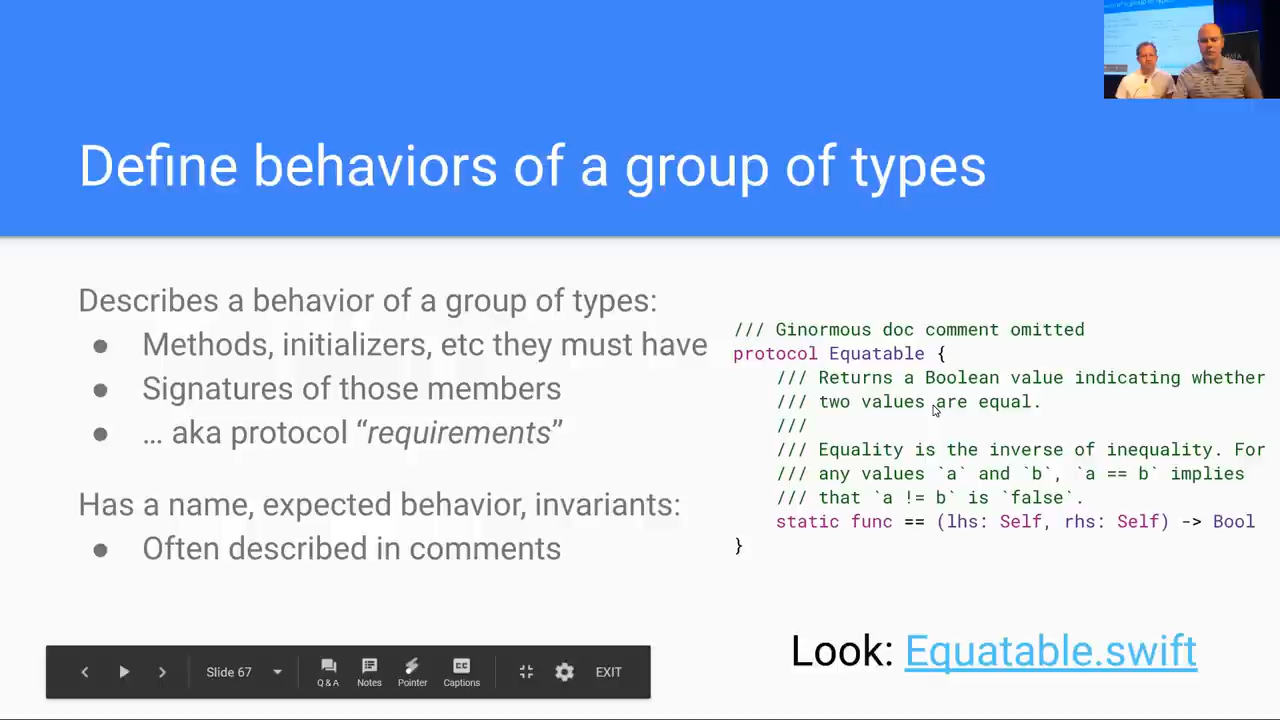 Define behaviors of a group of types
Describes a behavior of a group of types:
● Methods, initializers, etc they must have
● Signatures of those members
● … aka protocol “requirements”
Has a name, expected behavior, invariants:
● Often described in comments
/// Ginormous doc comment omitted
protocol Equatable {
/// Returns a Boolean value indicating whether
/// two values are equal.
///
/// Equality is the inverse of inequality. For
/// any values `a` and `b`, `a == b` implies
/// that `a != b` is `false`.
static func == (lhs: Self, rhs: Self) -> Bool
}
Look: Equatable.swift
Slide 67
Q & A
Notes
Pointer
CC
Captions
EXIT